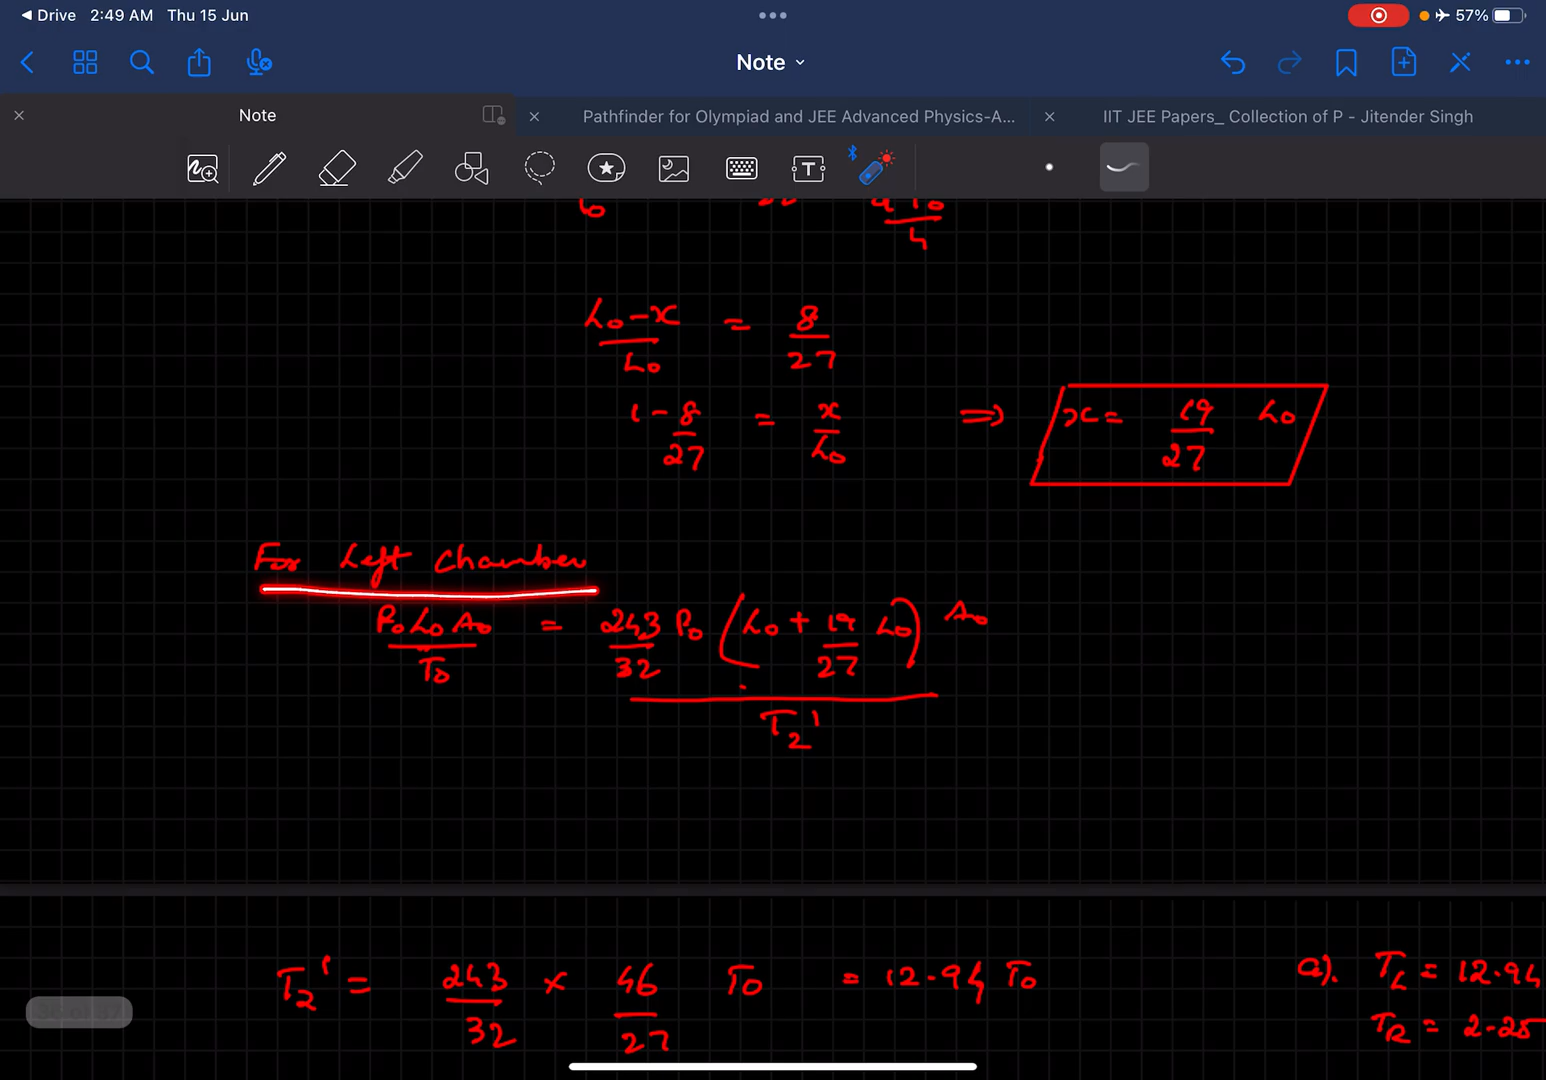 Drive 2:49 AM Thu 15 Jun 57%
Note
Note
Pathfinder for Olympiad and JEE Advanced Physics-A...
IIT JEE Papers_ Collection of P - Jitender Singh
4
L₀-x / L₀ = 8/27
1 - 8/27 = x/L₀ ⇒ x = 19/27 L₀
For Left Chamber
P₀L₀A₀ / T₀ = 243/32 P₀ (L₀ + 19/27 L₀) A₀ / T₂'
T₂' = 243/32 × 46/27 T₀ = 12.94 T₀
a). T_L = 12.94
T_R = 2.25